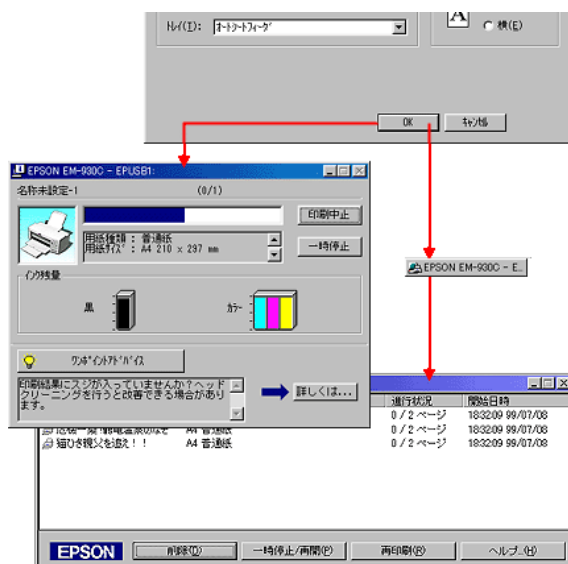 トレイ(I): オートシートフィーダ
A
横(E)
OK
キャンセル
EPSON EM-930C - EPUSB1:
名称未設定-1 (0/1)
印刷中止
用紙種類 : 普通紙
用紙サイズ : A4 210 × 297 mm
一時停止
EPSON EM-930C - E..
インク残量
黒
カラー
ワンポイントアドバイス
印刷結果にスジが入っていませんか？ヘッド
クリーニングを行うと改善できる場合があり
ます。
詳しくは...
進行状況 開始日時
0 / 2 ページ 18:32:09 99/07/08
A4 普通紙 0 / 2 ページ 18:32:09 99/07/08
猫ひき親父を追え！！ A4 普通紙 0 / 2 ページ 18:32:09 99/07/08
EPSON
削除(D)
一時停止/再開(P)
再印刷(R)
ヘルプ...(H)